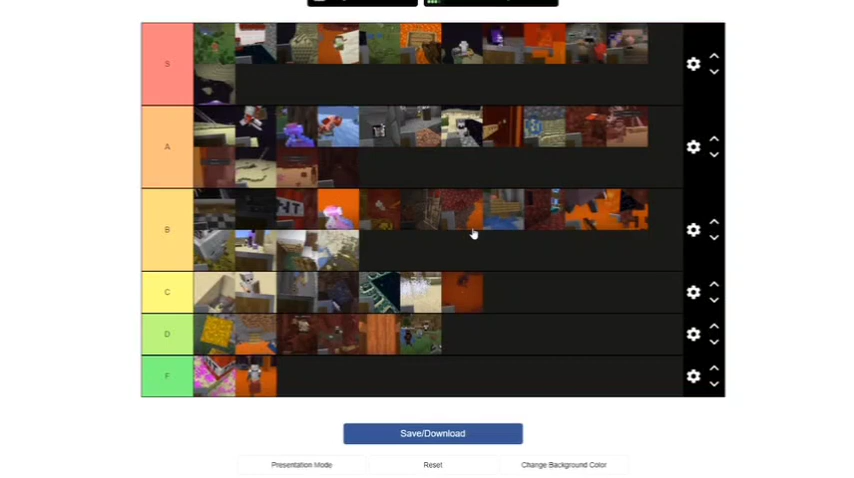 S
A
B
C
D
F
Save/Download
Presentation Mode
Reset
Change Background Color